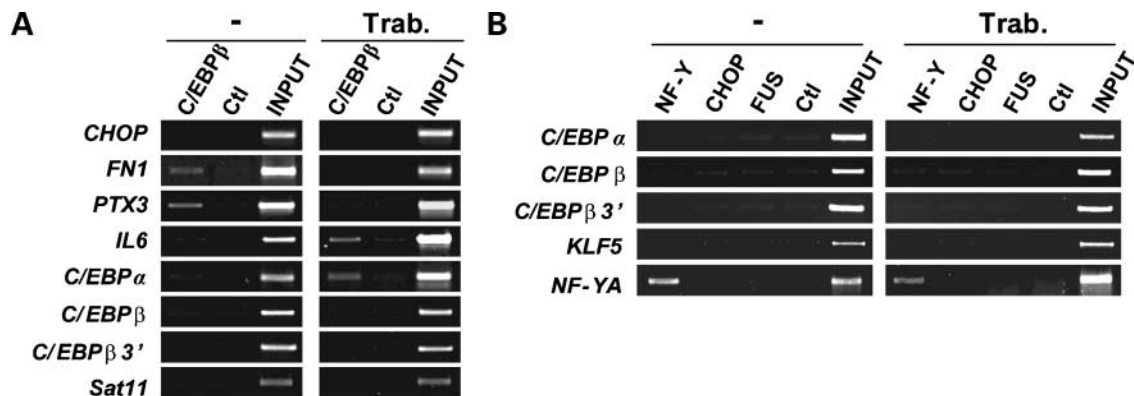 A
-
Trab.
C/EBPβ
Ctl
INPUT
C/EBPβ
Ctl
INPUT
CHOP
FN1
PTX3
IL6
C/EBPα
C/EBPβ
C/EBPβ 3’
Sat11
B
-
Trab.
NF-Y
CHOP
FUS
Ctl
INPUT
NF-Y
CHOP
FUS
Ctl
INPUT
C/EBP α
C/EBP β
C/EBPβ 3’
KLF5
NF-YA